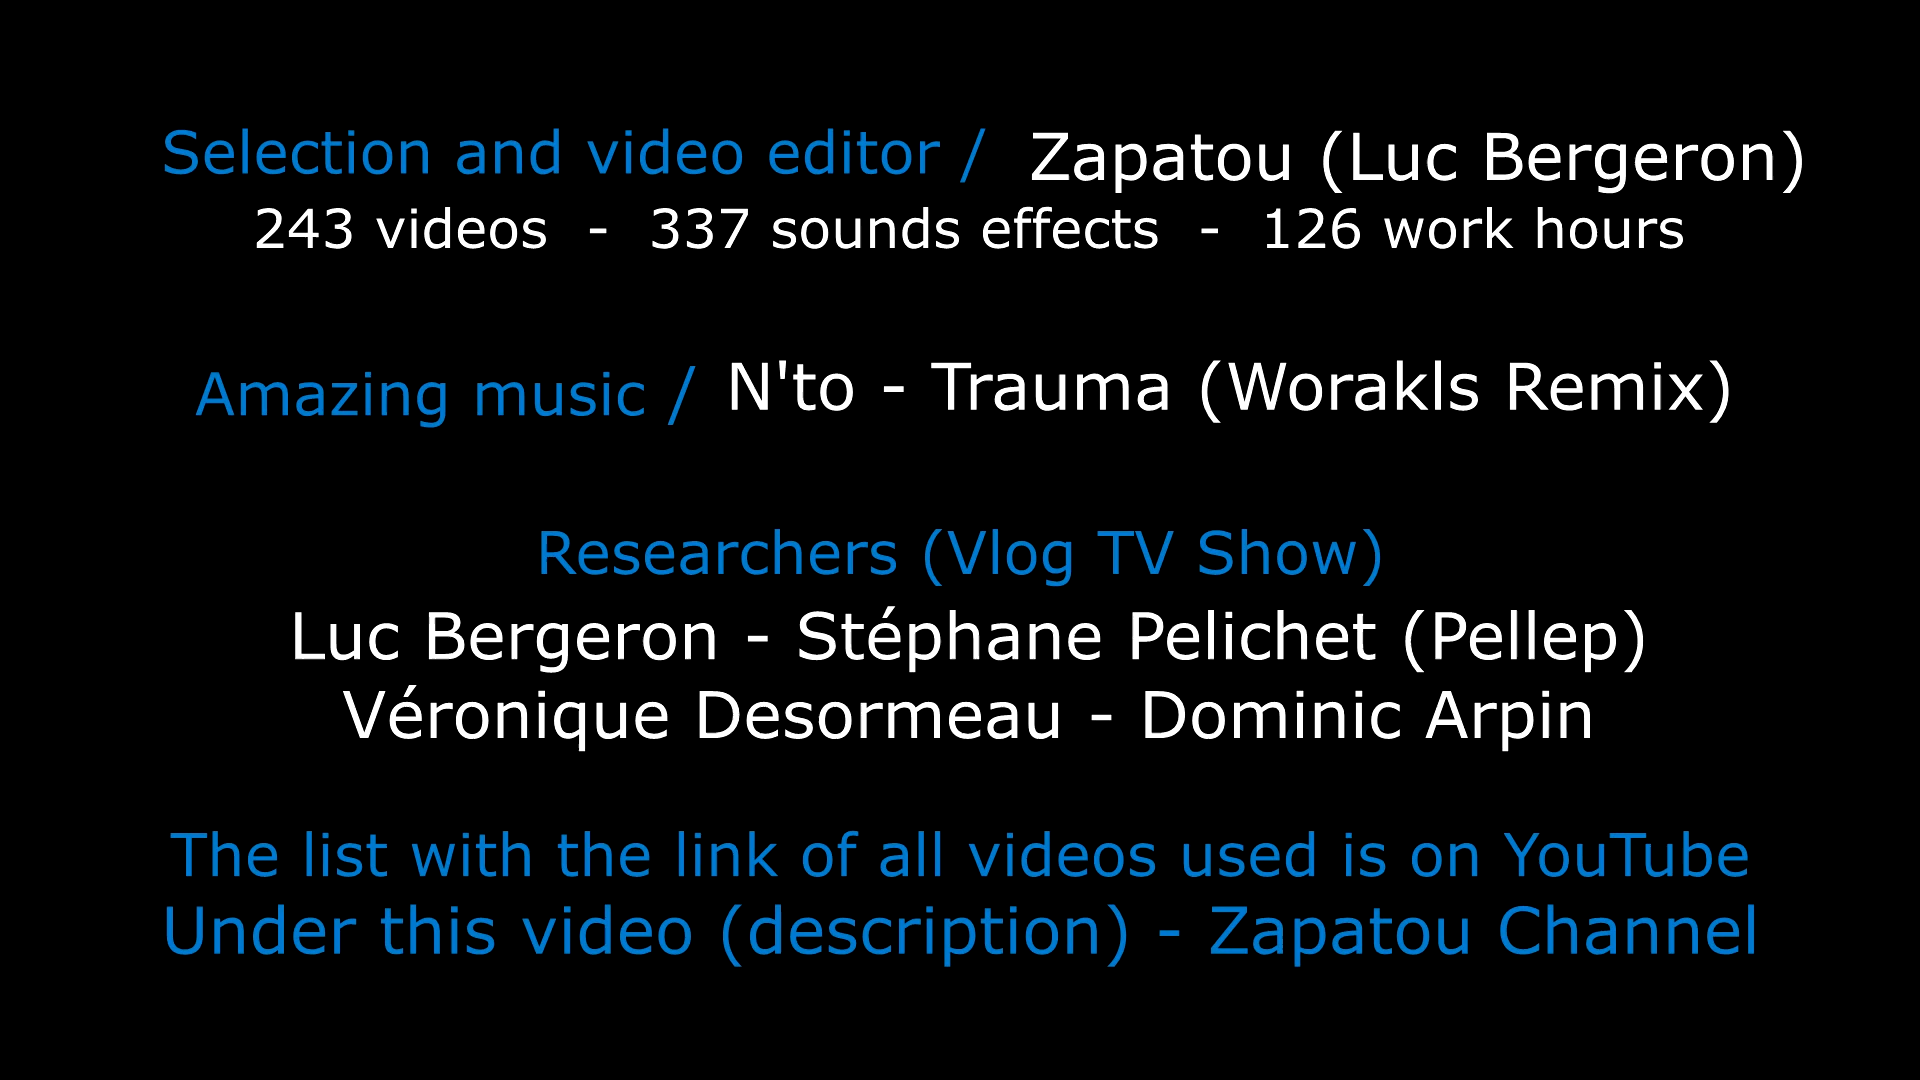 Selection and video editor / Zapatou (Luc Bergeron)
243 videos - 337 sounds effects - 126 work hours
Amazing music / N'to - Trauma (Worakls Remix)
Researchers (Vlog TV Show)
Luc Bergeron - Stéphane Pelichet (Pellep)
Véronique Desormeau - Dominic Arpin
The list with the link of all videos used is on YouTube
Under this video (description) - Zapatou Channel